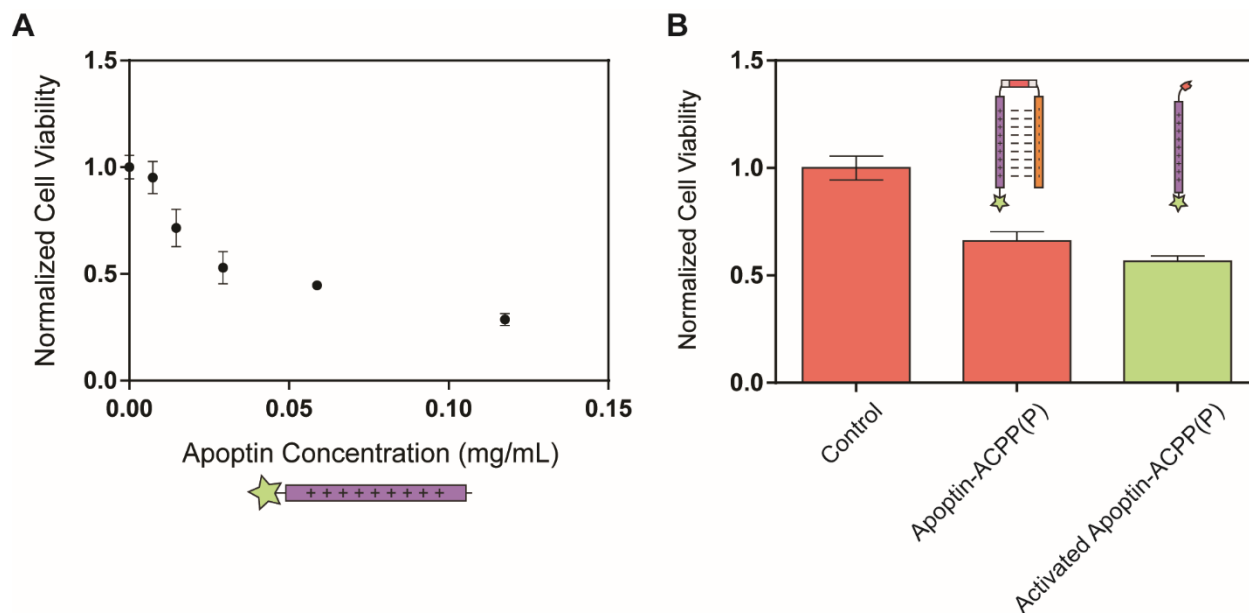 A
Normalized Cell Viability
1.5
1.0
0.5
0.0
0.00
0.05
0.10
0.15
Apoptin Concentration (mg/mL)
+ + + + + + + + +
B
Normalized Cell Viability
1.5
1.0
0.5
0.0
Control
Apoptin-ACPP(P)
Activated Apoptin-ACPP(P)